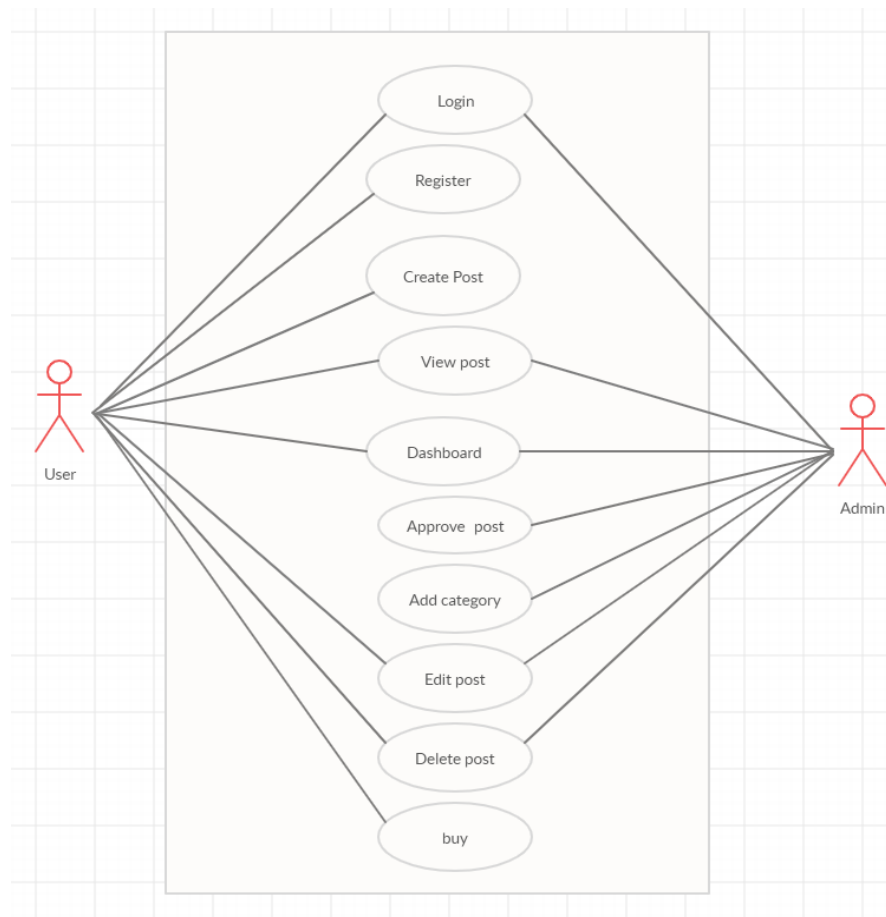 Login
Register
Create Post
View post
Dashboard
User
Admin
Approve  post
Add category
Edit post
Delete post
buy